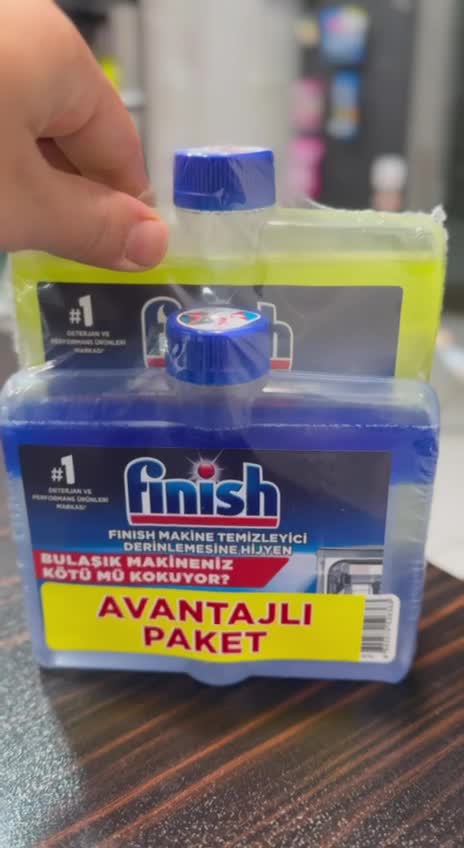 #1
DETERJAN VE
PERFORMANS ÜRÜNLERİ
MARKASI*
#1
DETERJAN VE
PERFORMANS ÜRÜNLERİ
MARKASI*
finish
FINISH MAKİNE TEMİZLEYİCİ
DERİNLEMESİNE HİJYEN
BULAŞIK MAKİNENİZ
KÖTÜ MÜ KOKUYOR?
AVANTAJLI
PAKET